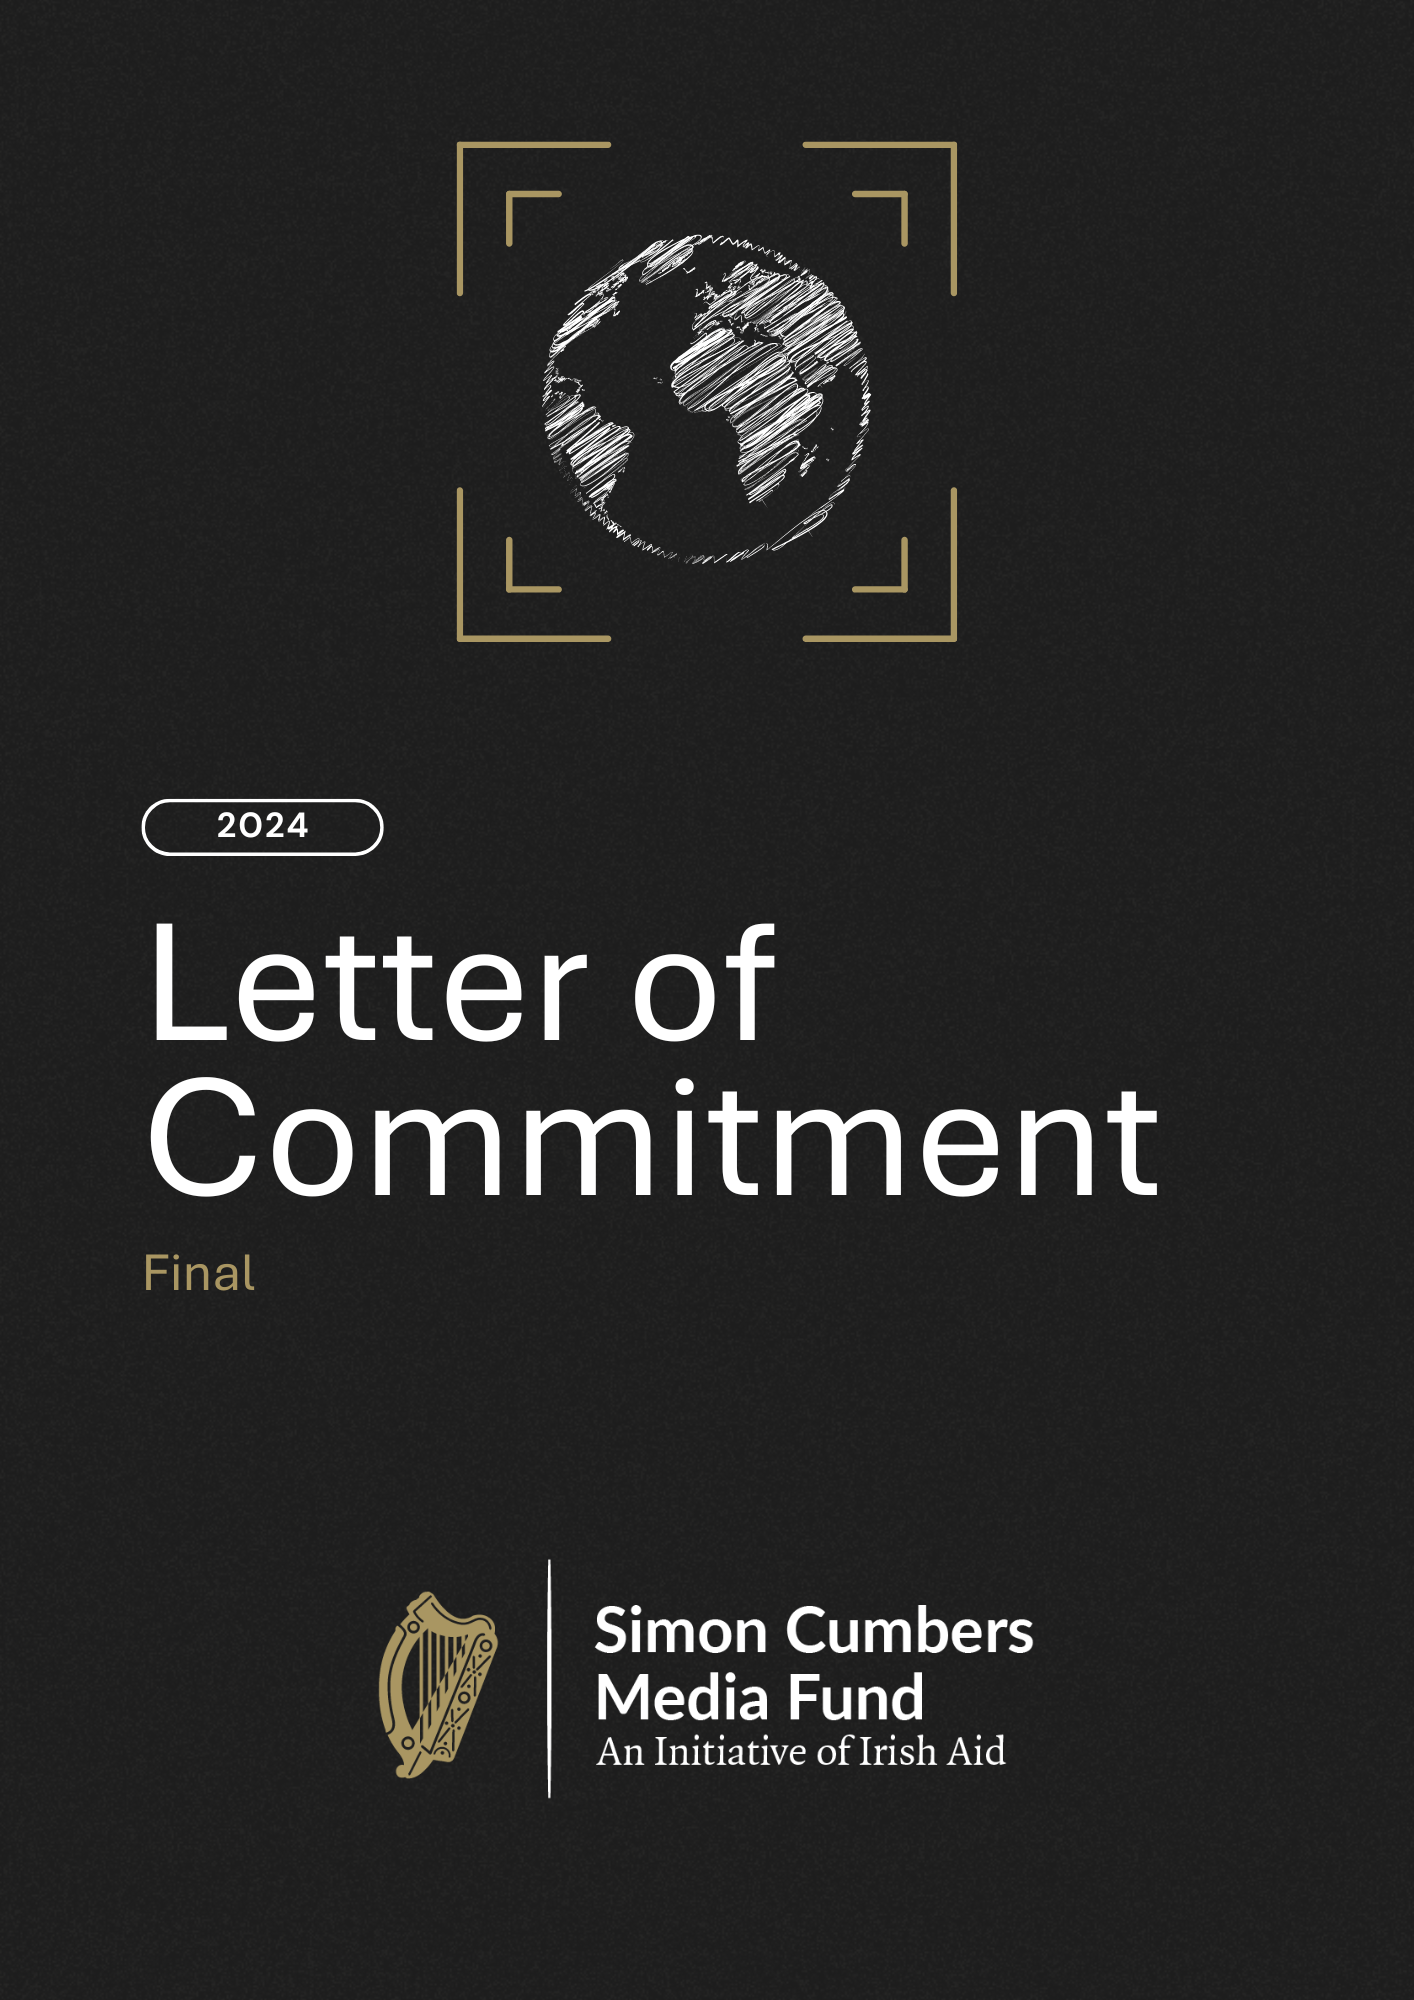 2024
Letter of
Commitment
Final
Simon Cumbers
Media Fund
An Initiative of Irish Aid